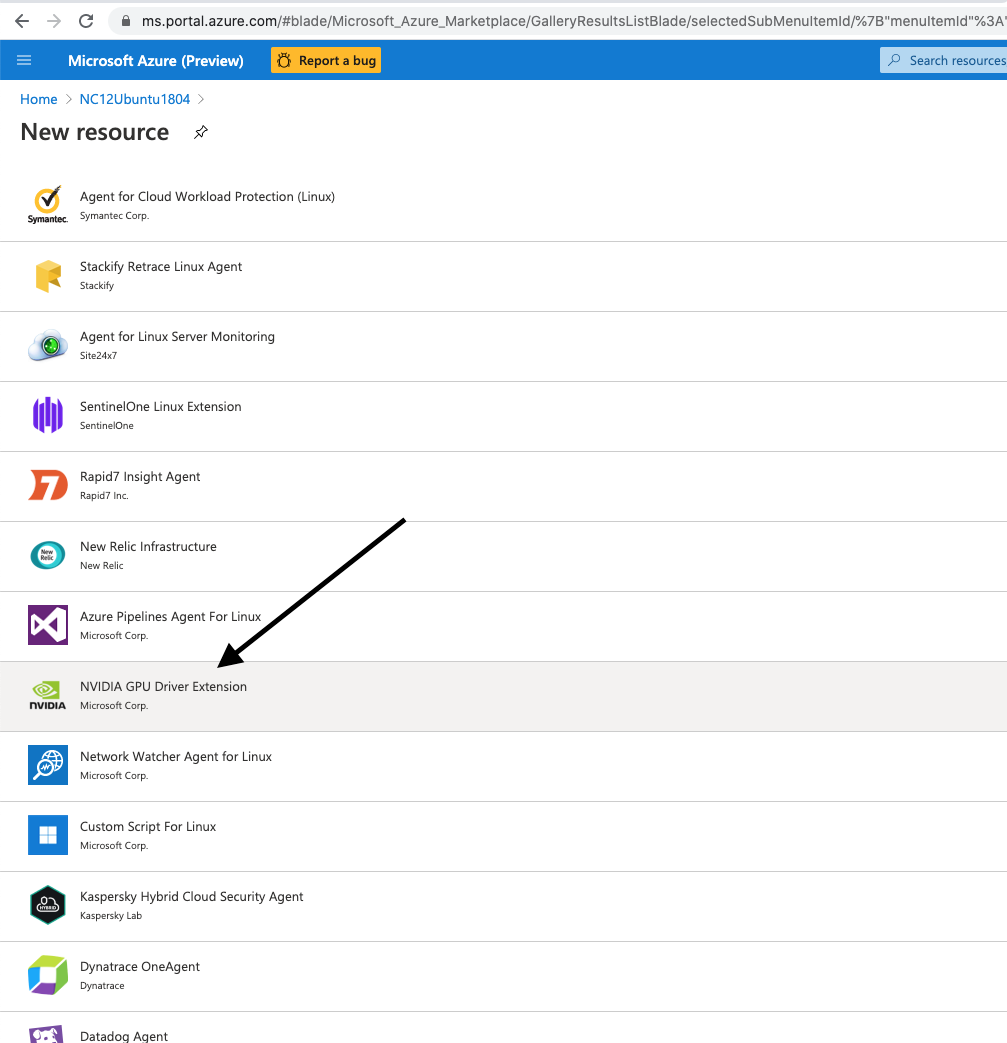 ms.portal.azure.com/#blade/Microsoft_Azure_Marketplace/GalleryResultsListBlade/selectedSubMenuItemId/%7B"menuItemId"%3A"
Microsoft Azure (Preview)
Report a bug
Search resources
Home > NC12Ubuntu1804 >
New resource
Symantec.
Agent for Cloud Workload Protection (Linux)
Symantec Corp.
Stackify Retrace Linux Agent
Stackify
Agent for Linux Server Monitoring
Site24x7
SentinelOne Linux Extension
SentinelOne
Rapid7 Insight Agent
Rapid7 Inc.
New Relic
New Relic Infrastructure
New Relic
Azure Pipelines Agent For Linux
Microsoft Corp.
NVIDIA
NVIDIA GPU Driver Extension
Microsoft Corp.
Network Watcher Agent for Linux
Microsoft Corp.
Custom Script For Linux
Microsoft Corp.
HYBRID
Kaspersky Hybrid Cloud Security Agent
Kaspersky Lab
Dynatrace OneAgent
Dynatrace
Datadog Agent